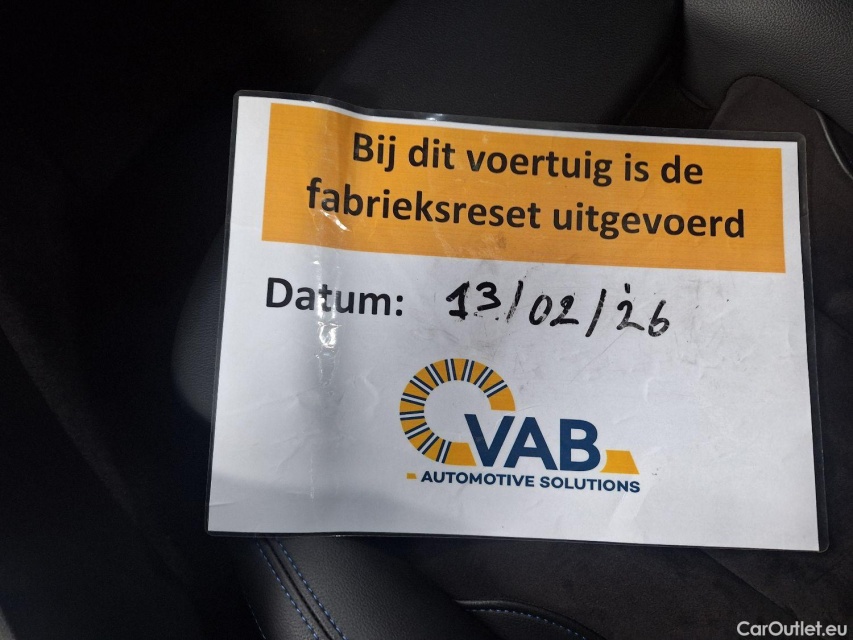 Bij dit voertuig is de
fabrieksreset uitgevoerd
Datum: 13/02/26
VAB
AUTOMOTIVE SOLUTIONS
CarOutlet.eu